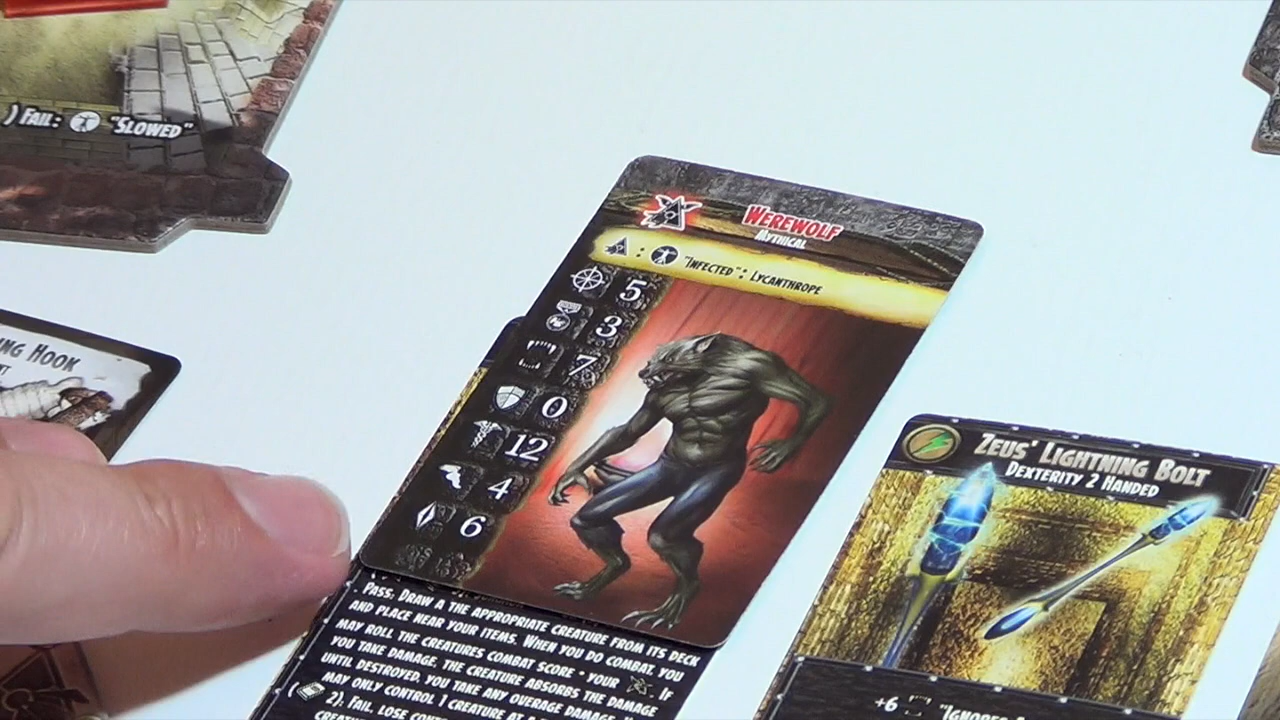 ) Fail: "Slowed"
Werewolf
Mythical
: "Infected": Lycanthrope
5
3
7
0
12
4
6
ng Hook
Zeus' Lightning Bolt
Dexterity 2 Handed
+6
Pass: Draw a the appropriate creature from its deck
and place near your items. When you do combat, you
may roll the creatures combat score + your . If
you take damage, the creature absorbs the damage
until destroyed. You take any overage damage.
may only control 1 creature at a
( 2): Fail. Lose